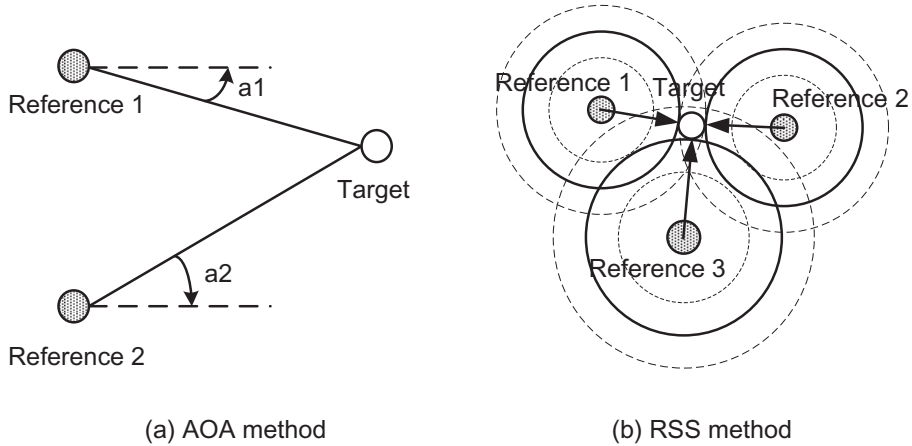 a1
Reference 1
Target
a2
Reference 2
(a) AOA method
Reference 1
Target
Reference 2
Reference 3
(b) RSS method